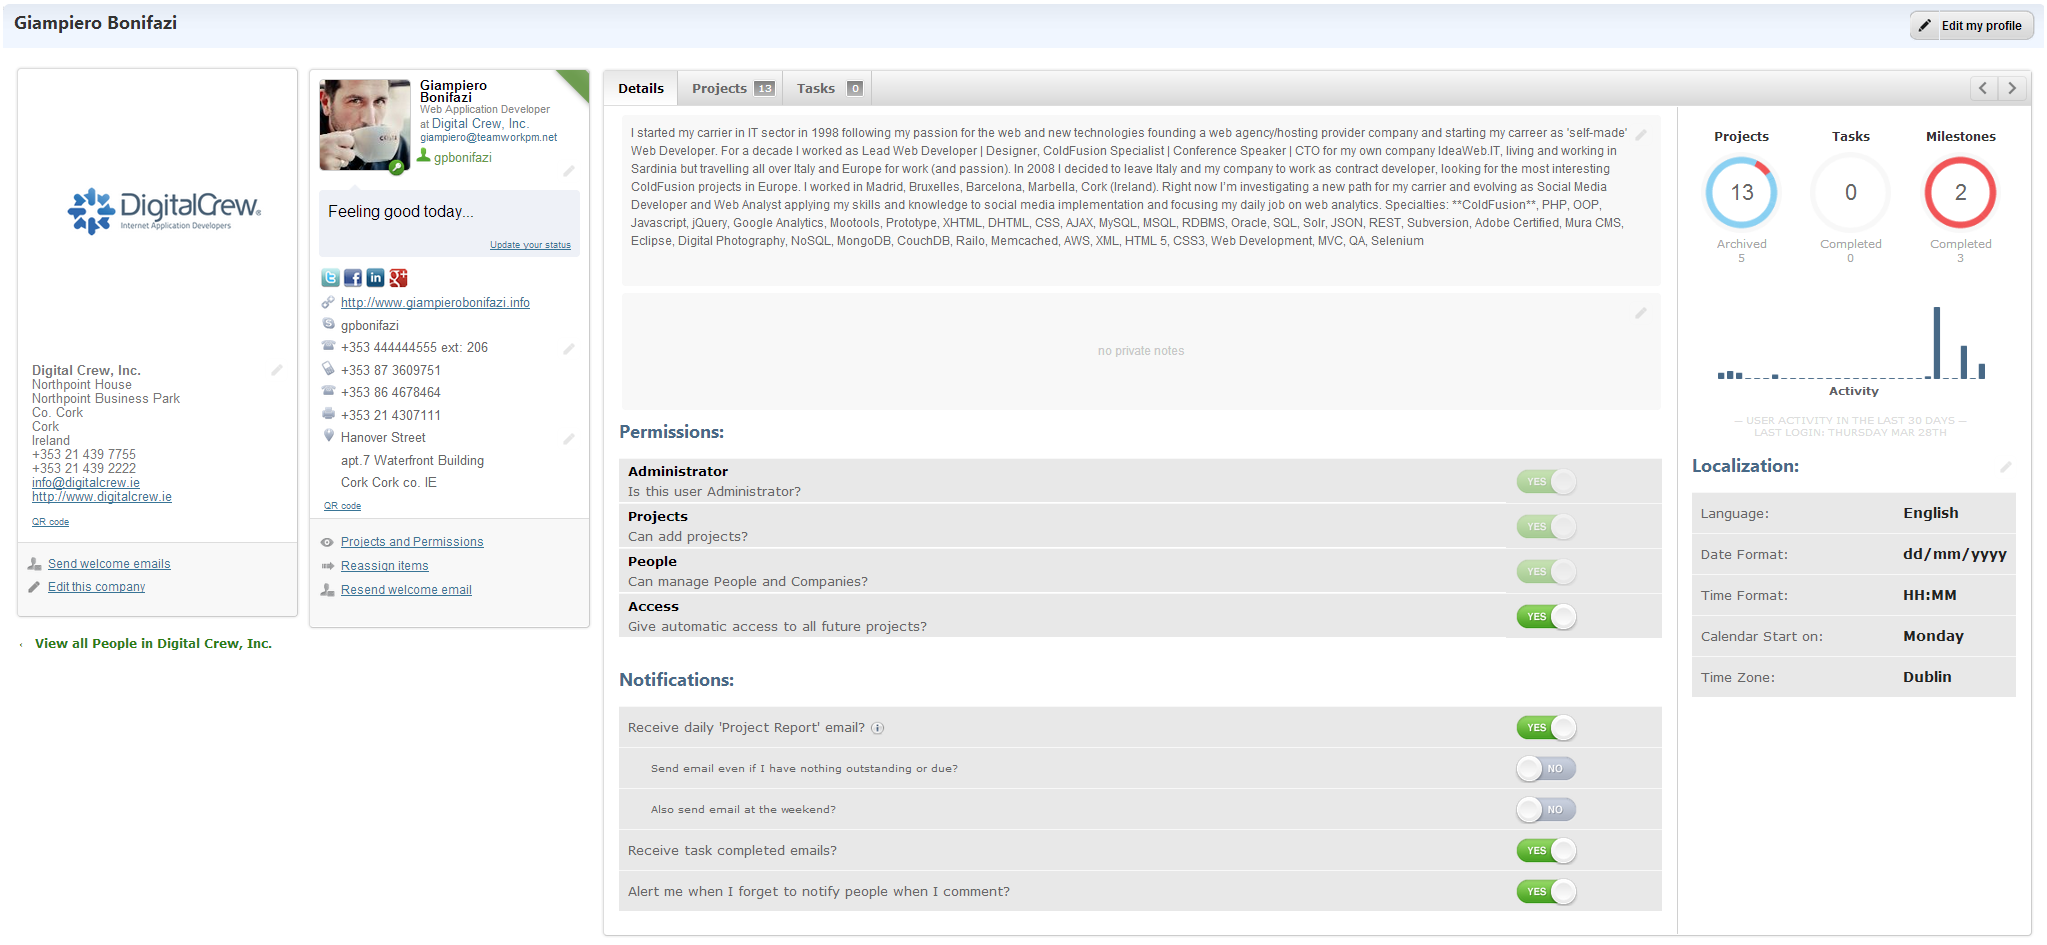 Giampiero Bonifazi
Edit my profile
DigitalCrew®
Internet Application Developers
Digital Crew, Inc.
Northpoint House
Northpoint Business Park
Co. Cork
Cork
Ireland
+353 21 439 7755
+353 21 439 2222
info@digitalcrew.ie
http://www.digitalcrew.ie
QR code
Send welcome emails
Edit this company
View all People in Digital Crew, Inc.
Giampiero
Bonifazi
Web Application Developer
at Digital Crew, Inc.
giampiero@teamworkpm.net
gpbonifazi
Feeling good today...
Update your status
http://www.giampierobonifazi.info
gpbonifazi
+353 444444555 ext: 206
+353 87 3609751
+353 86 4678464
+353 21 4307111
Hanover Street
apt.7 Waterfront Building
Cork Cork co. IE
QR code
Projects and Permissions
Reassign items
Resend welcome email
Details
Projects 13
Tasks 0
I started my carrier in IT sector in 1998 following my passion for the web and new technologies founding a web agency/hosting provider company and starting my carreer as 'self-made'
Web Developer. For a decade I worked as Lead Web Developer | Designer, ColdFusion Specialist | Conference Speaker | CTO for my own company IdeaWeb.IT, living and working in
Sardinia but travelling all over Italy and Europe for work (and passion). In 2008 I decided to leave Italy and my company to work as contract developer, looking for the most interesting
ColdFusion projects in Europe. I worked in Madrid, Bruxelles, Barcelona, Marbella, Cork (Ireland). Right now I'm investigating a new path for my carrier and evolving as Social Media
Developer and Web Analyst applying my skills and knowledge to social media implementation and focusing my daily job on web analytics. Specialties: **ColdFusion**, PHP, OOP,
Javascript, jQuery, Google Analytics, Mootools, Prototype, XHTML, DHTML, CSS, AJAX, MySQL, MSQL, RDBMS, Oracle, SQL, Solr, JSON, REST, Subversion, Adobe Certified, Mura CMS,
Eclipse, Digital Photography, NoSQL, MongoDB, CouchDB, Railo, Memcached, AWS, XML, HTML 5, CSS3, Web Development, MVC, QA, Selenium
no private notes
Permissions:
Administrator
Is this user Administrator?
YES
Projects
Can add projects?
YES
People
Can manage People and Companies?
YES
Access
Give automatic access to all future projects?
YES
Notifications:
Receive daily 'Project Report' email?
YES
Send email even if I have nothing outstanding or due?
NO
Also send email at the weekend?
NO
Receive task completed emails?
YES
Alert me when I forget to notify people when I comment?
YES
Projects
13
Archived
5
Tasks
0
Completed
0
Milestones
2
Completed
3
Activity
— USER ACTIVITY IN THE LAST 30 DAYS —
LAST LOGIN: THURSDAY MAR 28TH
Localization:
Language: English
Date Format: dd/mm/yyyy
Time Format: HH:MM
Calendar Start on: Monday
Time Zone: Dublin